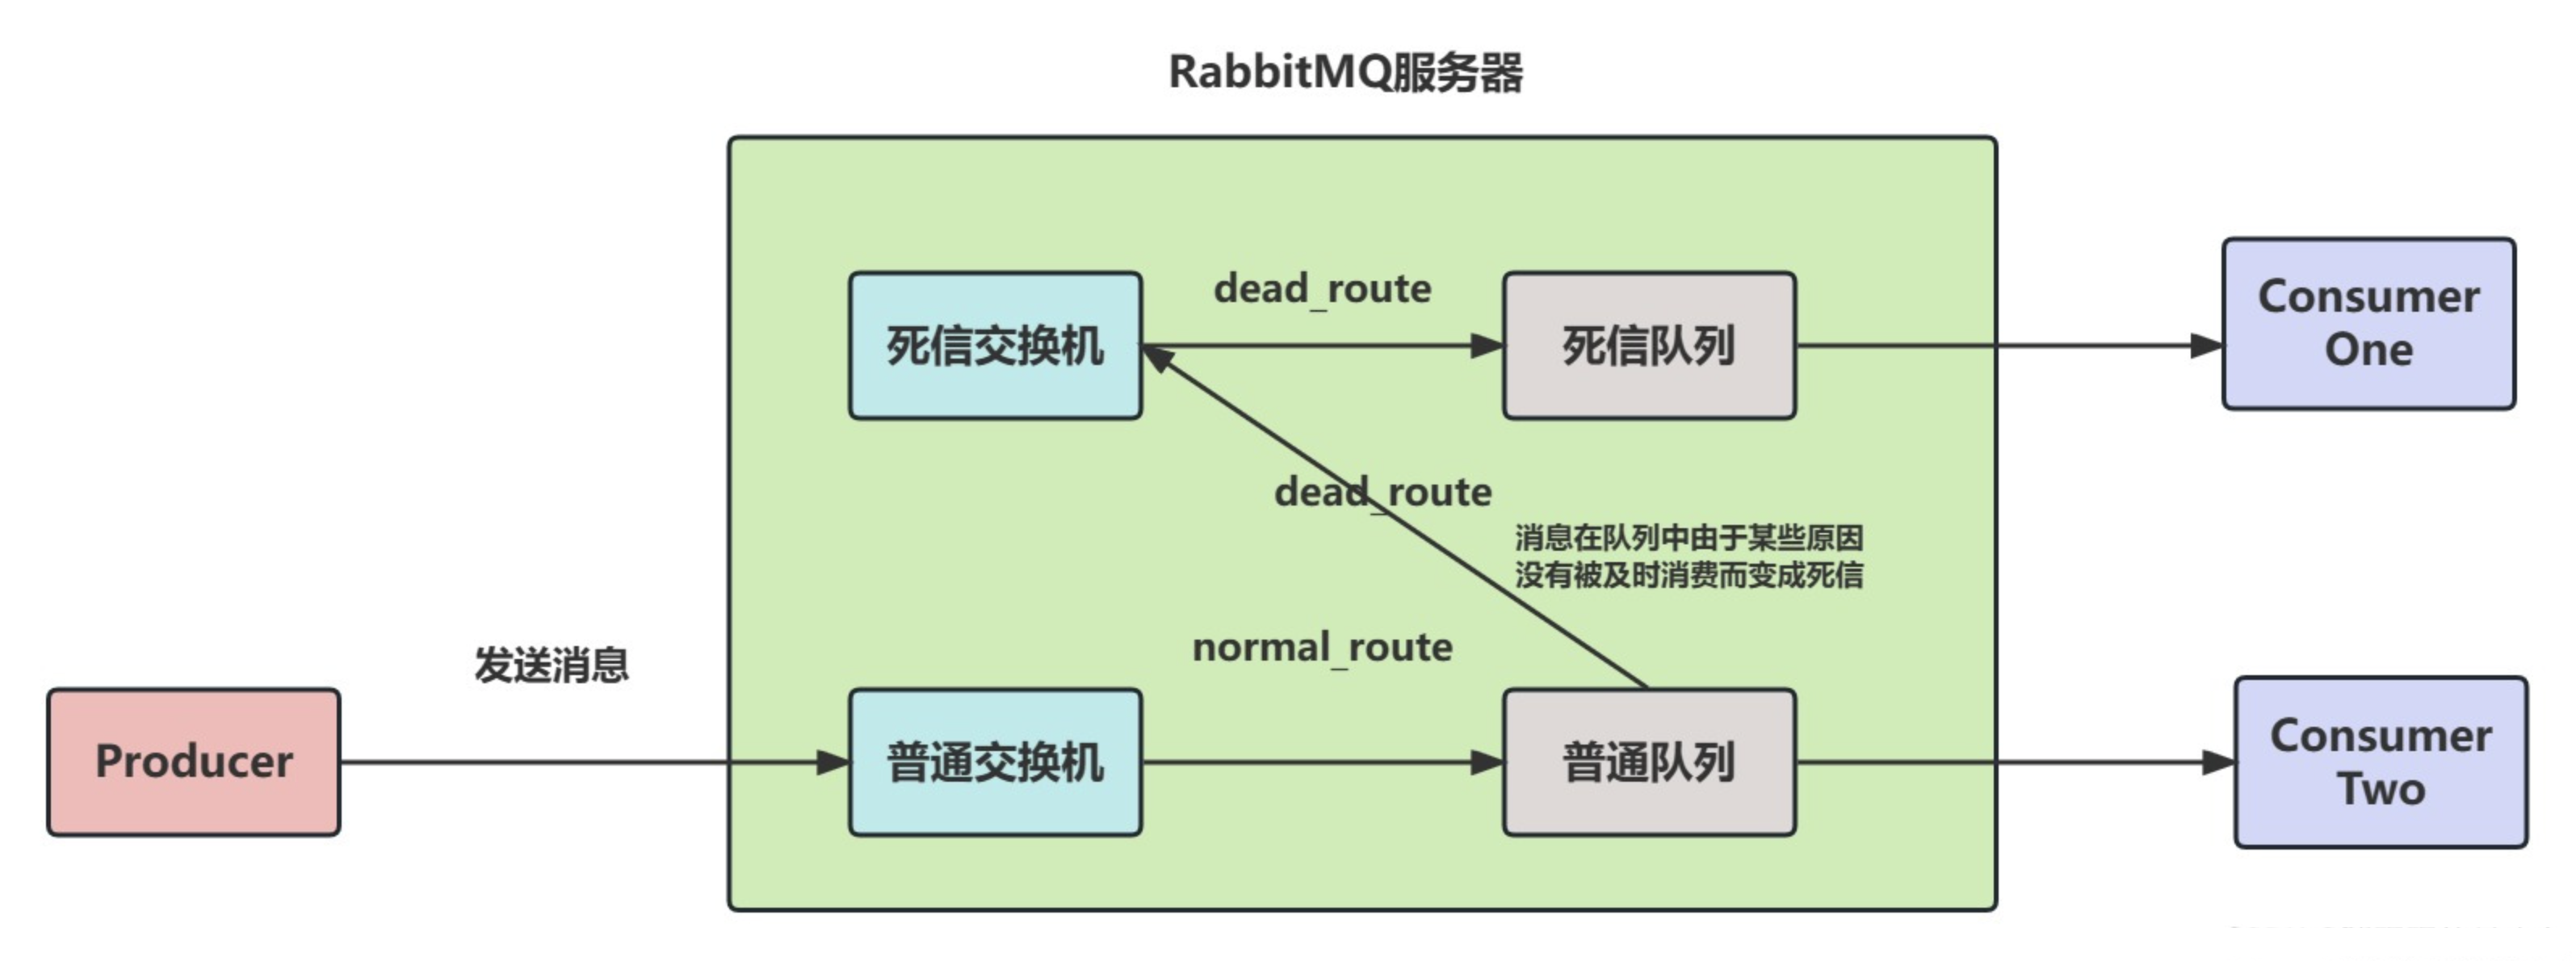 RabbitMQ服务器
死信交换机
dead_route
死信队列
Consumer
One
dead_route
消息在队列中由于某些原因
没有被及时消费而变成死信
发送消息
normal_route
Producer
普通交换机
普通队列
Consumer
Two